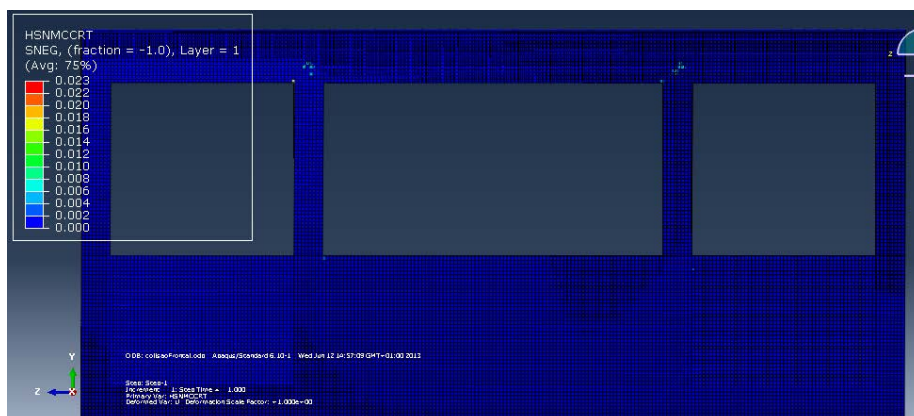 HSNMCCRT
SNEG, (fraction = -1.0), Layer = 1
(Avg: 75%)
0.023
0.022
0.020
0.018
0.016
0.014
0.012
0.010
0.008
0.006
0.004
0.002
0.000
Z
Y
Z
X
ODB: colisaoFrontal.odb Abaqus/Standard 6.10-1 Wed Jun 12 14:57:09 GMT+01:00 2013
Step: Step-1
Increment 1: Step Time = 1.000
Primary Var: HSNMCCRT
Deformed Var: U Deformation Scale Factor: +1.000e+00